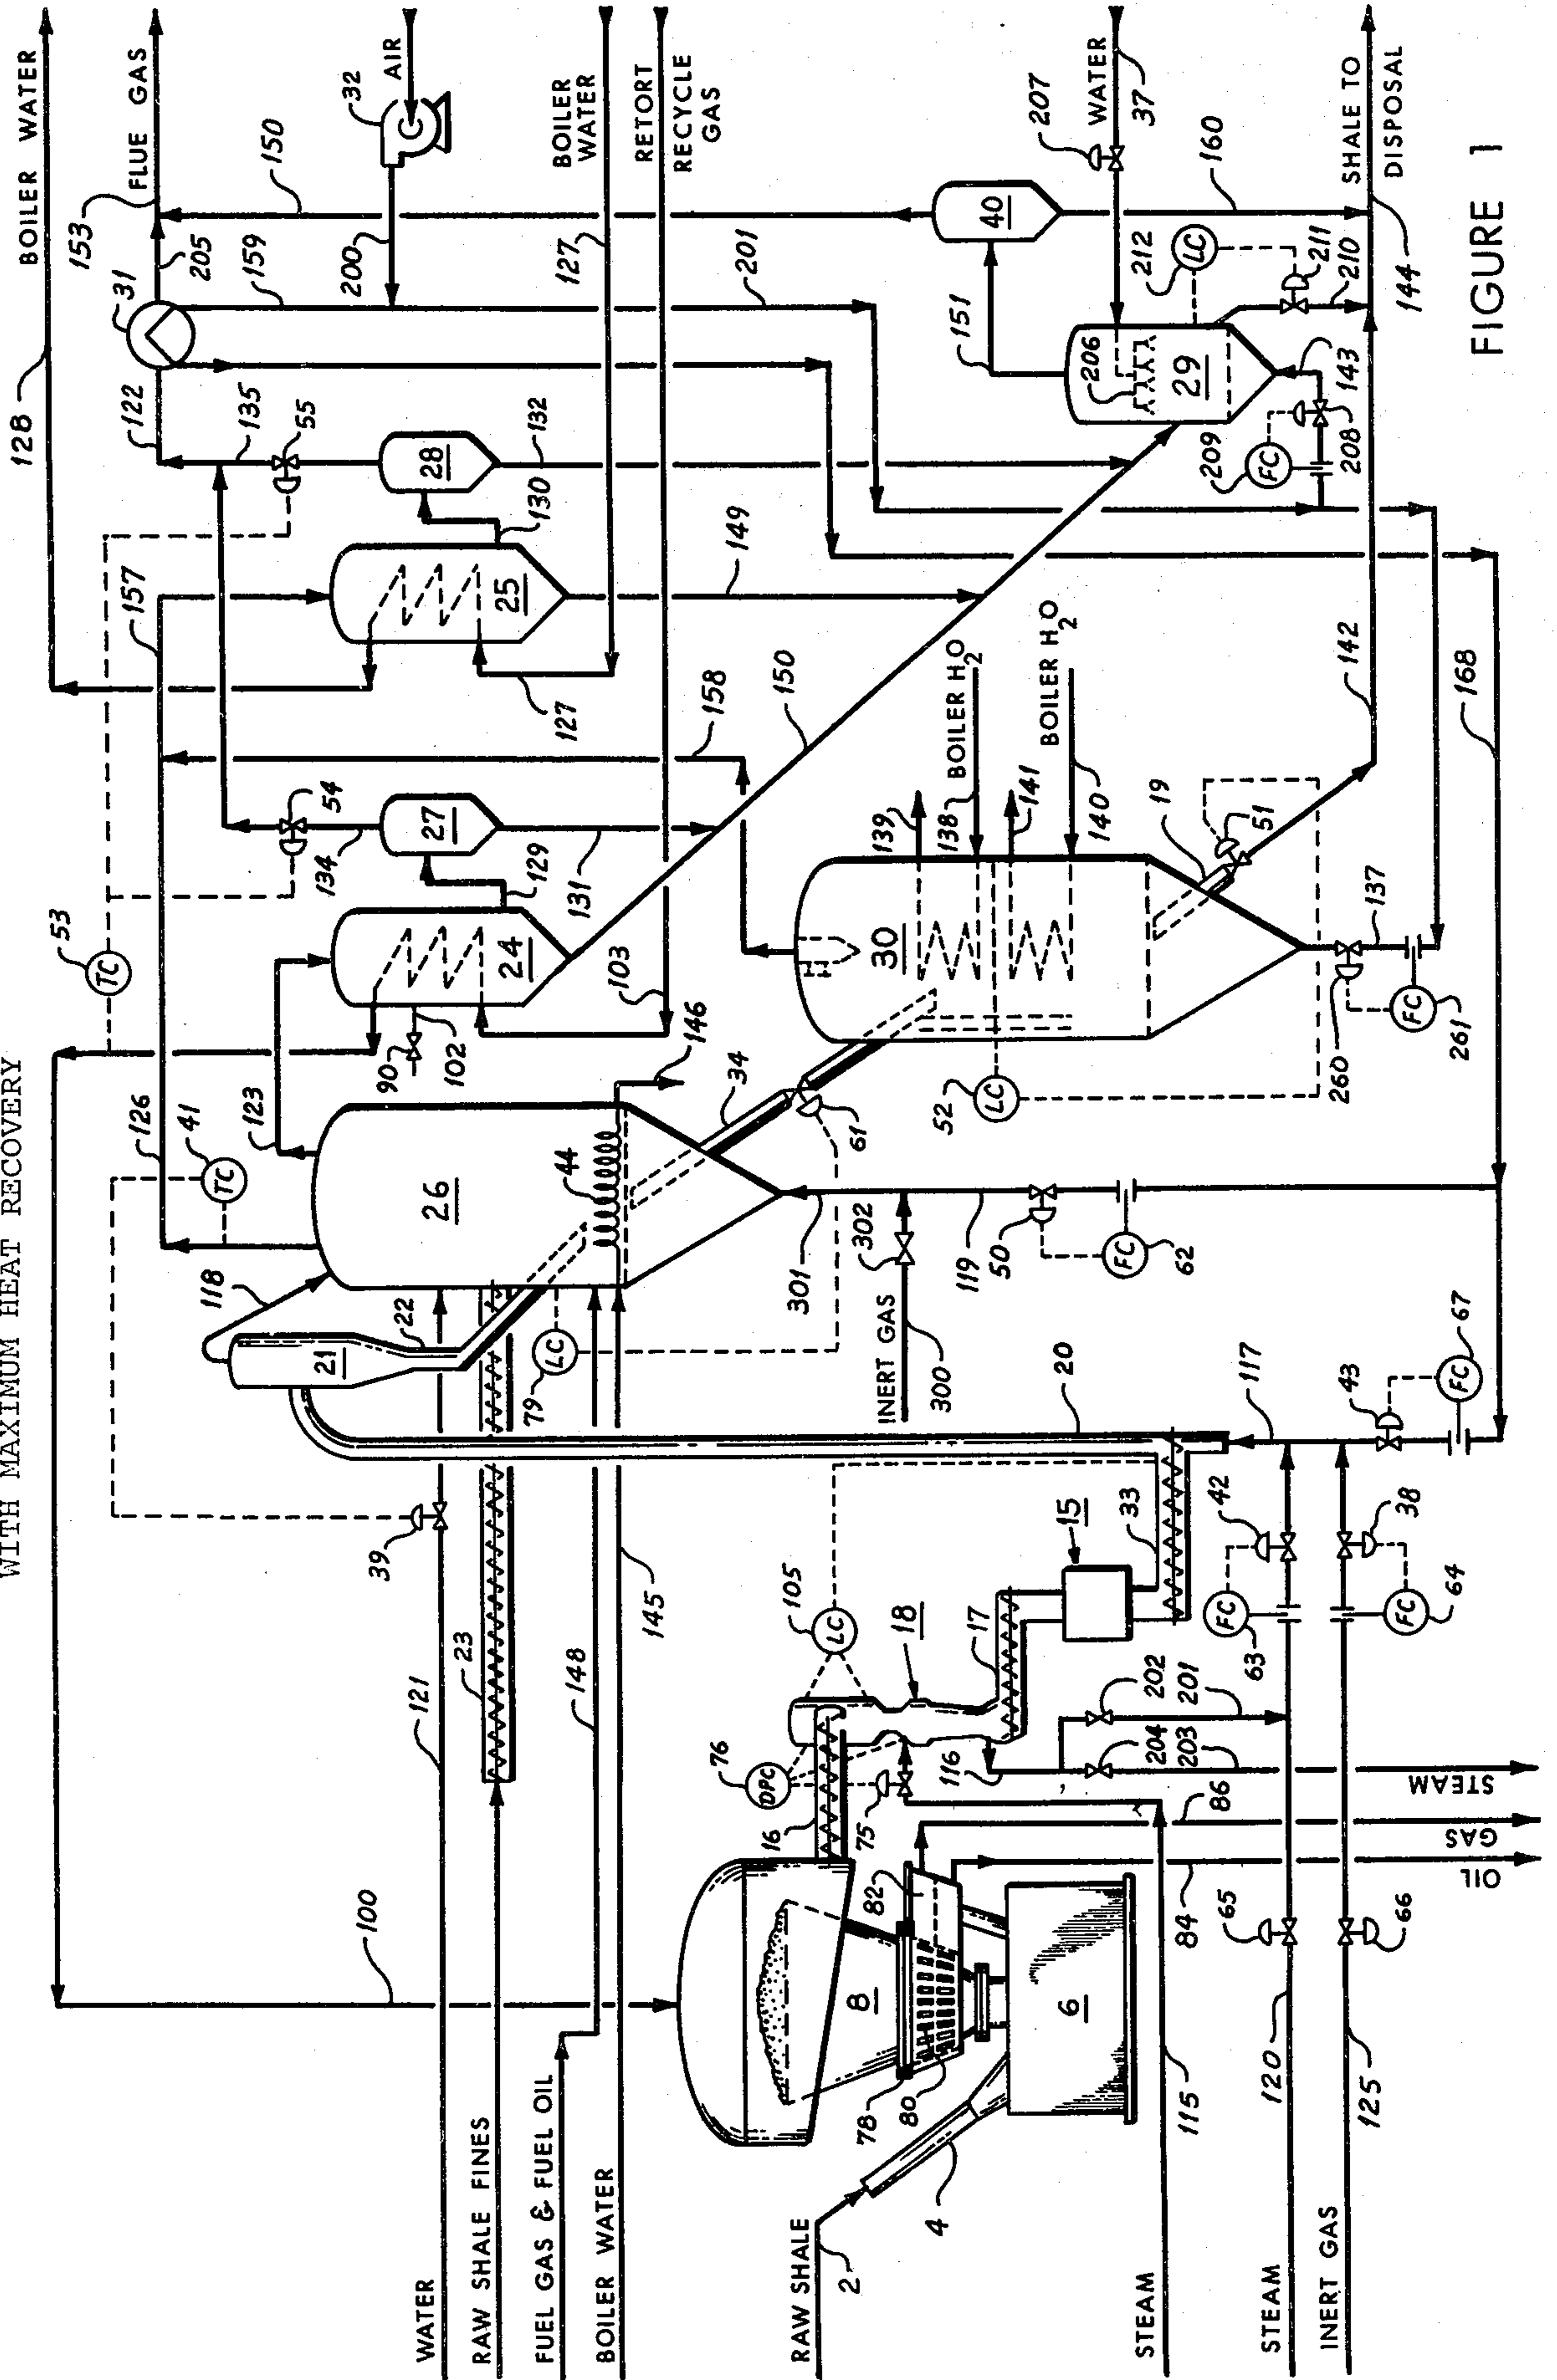 WITH MAXIMUM HEAT RECOVERY
128
BOILER WATER
153
FLUE GAS
31
205
122
150
159
32
AIR
135
55
200
BOILER
WATER
RETORT
RECYCLE
GAS
28
132
130
157
25
149
127
201
127
158
53
TC
54
134
27
129
131
24
103
102
90
150
40
151
207
WATER
37
160
212
LC
206
29
211
210
143
209
FC
208
144
SHALE TO
DISPOSAL
FIGURE 1
126
41
TC
123
146
118
26
44
34
61
21
22
79
LC
30
139
138
BOILER H2O
141
BOILER H2O
140
52
LC
19
51
142
137
260
FC
261
168
INERT GAS
300
302
301
119
50
FC
62
20
117
43
FC
67
39
121
23
148
145
105
LC
18
17
15
33
42
FC
63
38
FC
64
202
201
204
203
76
DPC
16
75
116
86
STEAM
GAS
OIL
100
8
82
78
80
6
4
84
65
66
115
120
125
WATER
RAW SHALE FINES
FUEL GAS & FUEL OIL
BOILER WATER
RAW SHALE
2
STEAM
STEAM
INERT GAS